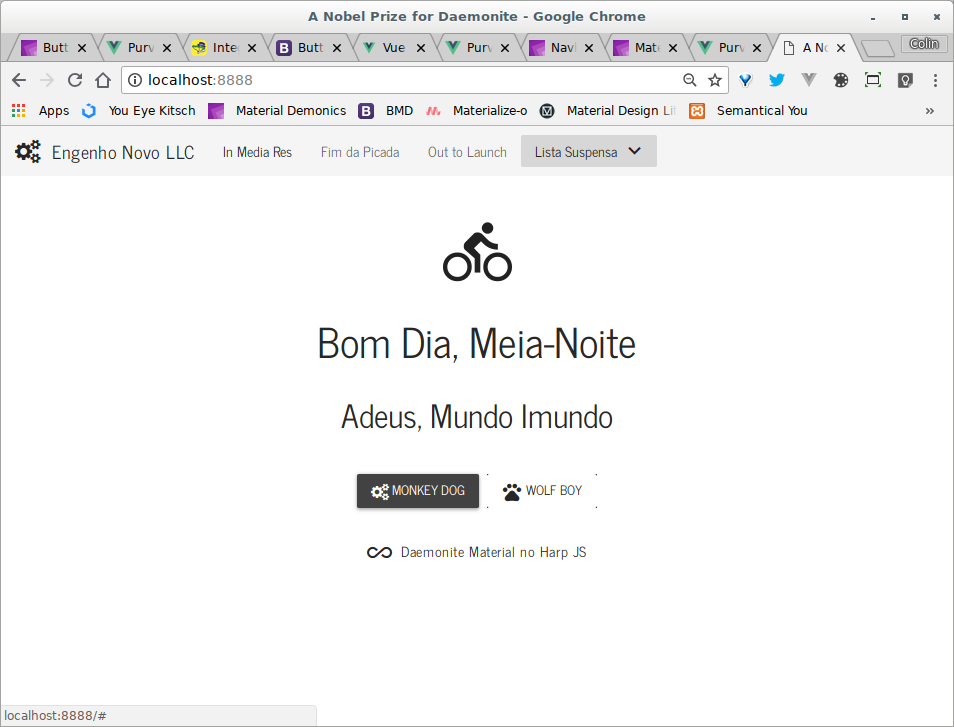 A Nobel Prize for Daemonite - Google Chrome
Butt Purv Inte Butt Vue Purv Navl Mate Purv A No Colin
localhost:8888
Apps You Eye Kitsch Material Demonics BMD Materialize-o Material Design Lit Semantical You »
Engenho Novo LLC In Media Res Fim da Picada Out to Launch Lista Suspensa
Bom Dia, Meia-Noite
Adeus, Mundo Imundo
MONKEY DOG WOLF BOY
Daemonite Material no Harp JS
localhost:8888/#